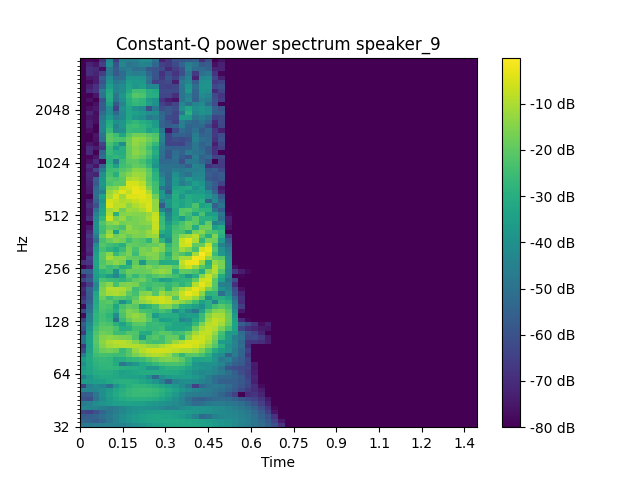 Constant-Q power spectrum speaker_9
Hz
2048
1024
512
256
128
64
32
0 0.15 0.3 0.45 0.6 0.75 0.9 1.1 1.2 1.4
Time
-10 dB
-20 dB
-30 dB
-40 dB
-50 dB
-60 dB
-70 dB
-80 dB